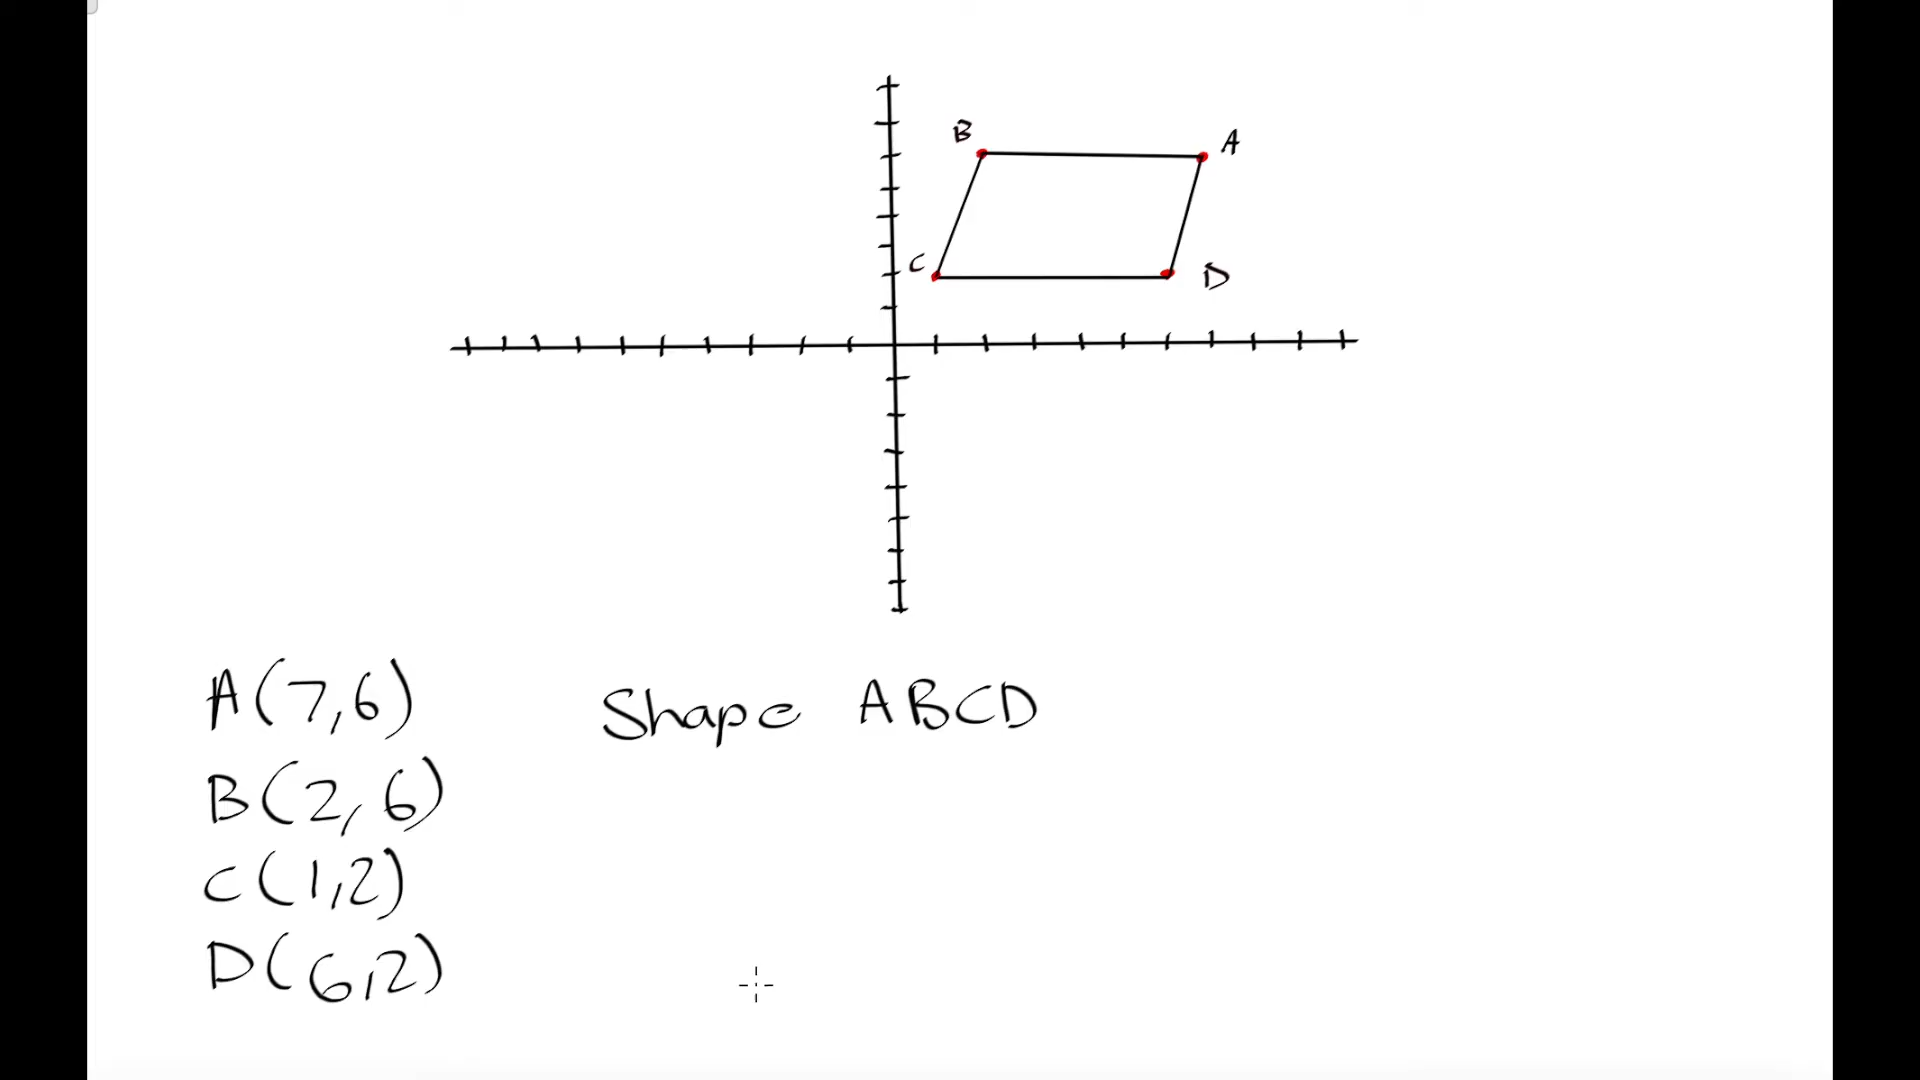 B
A
C
D
A(7,6)
Shape ABCD
B(2,6)
C(1,2)
D(6,2)